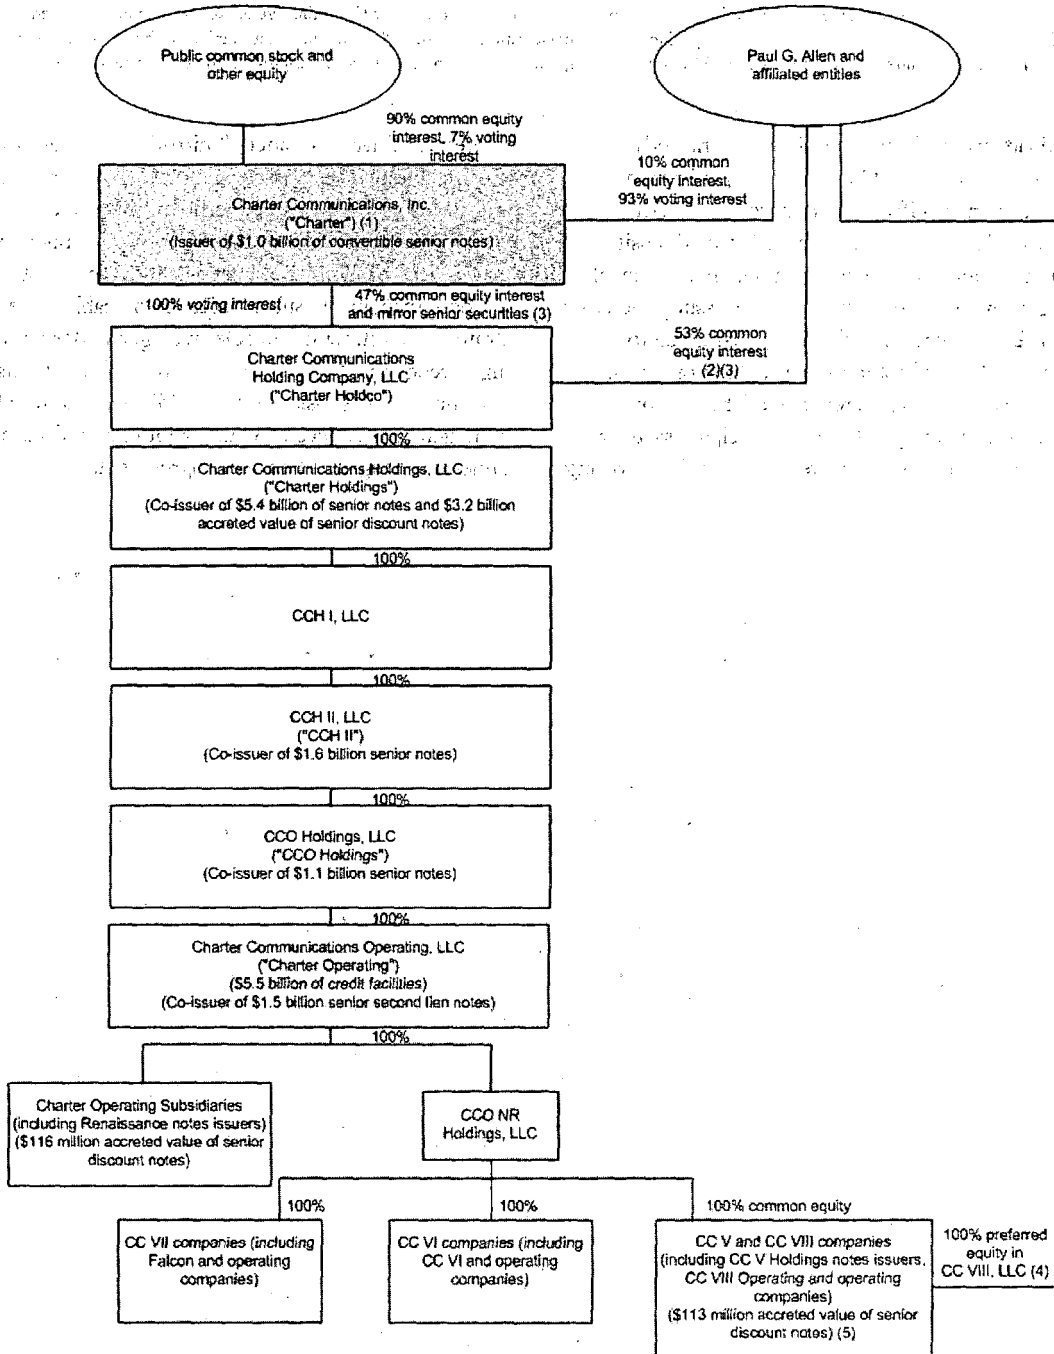 Public common stock and
other equity
Paul G. Allen and
affiliated entities
90% common equity
interest, 7% voting
interest
10% common
equity interest,
93% voting interest
Charter Communications, Inc.
("Charter") (1)
(Issuer of $1.0 billion of convertible senior notes)
100% voting interest
47% common equity interest
and mirror senior securities (3)
53% common
equity interest
(2)(3)
Charter Communications
Holding Company, LLC
("Charter Holdco")
100%
Charter Communications Holdings, LLC
("Charter Holdings")
(Co-issuer of $5.4 billion of senior notes and $3.2 billion
accreted value of senior discount notes)
100%
CCH I, LLC
100%
CCH II, LLC
("CCH II")
(Co-issuer of $1.6 billion senior notes)
100%
CCO Holdings, LLC
("CCO Holdings")
(Co-issuer of $1.1 billion senior notes)
100%
Charter Communications Operating, LLC
("Charter Operating")
($5.5 billion of credit facilities)
(Co-issuer of $1.5 billion senior second lien notes)
100%
Charter Operating Subsidiaries
(including Renaissance notes issuers)
($116 million accreted value of senior
discount notes)
CCO NR
Holdings, LLC
100%
100%
100% common equity
CC VII companies (including
Falcon and operating
companies)
CC VI companies (including
CC VI and operating
companies)
CC V and CC VIII companies
(including CC V Holdings notes issuers,
CC VIII Operating and operating
companies)
($113 million accreted value of senior
discount notes) (5)
100% preferred
equity in
CC VIII, LLC (4)